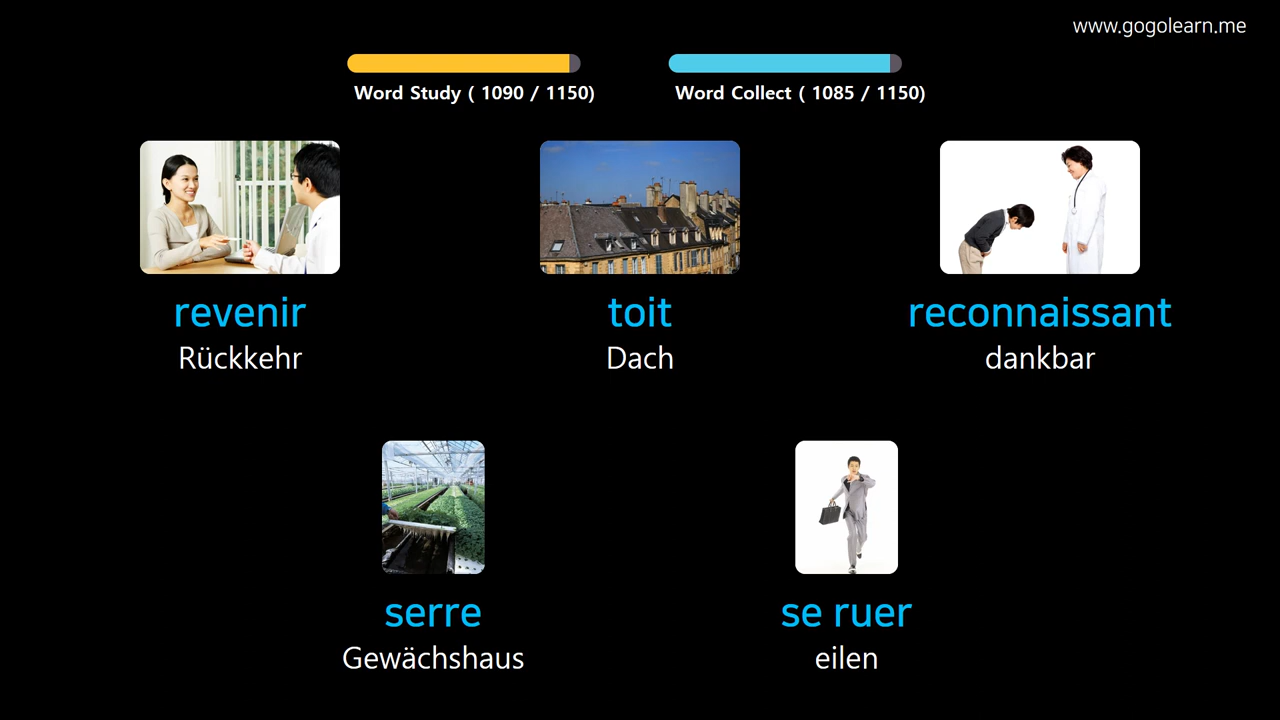 www.gogolearn.me
Word Study ( 1090 / 1150)
Word Collect ( 1085 / 1150)
revenir
Rückkehr
toit
Dach
reconnaissant
dankbar
serre
Gewächshaus
se ruer
eilen